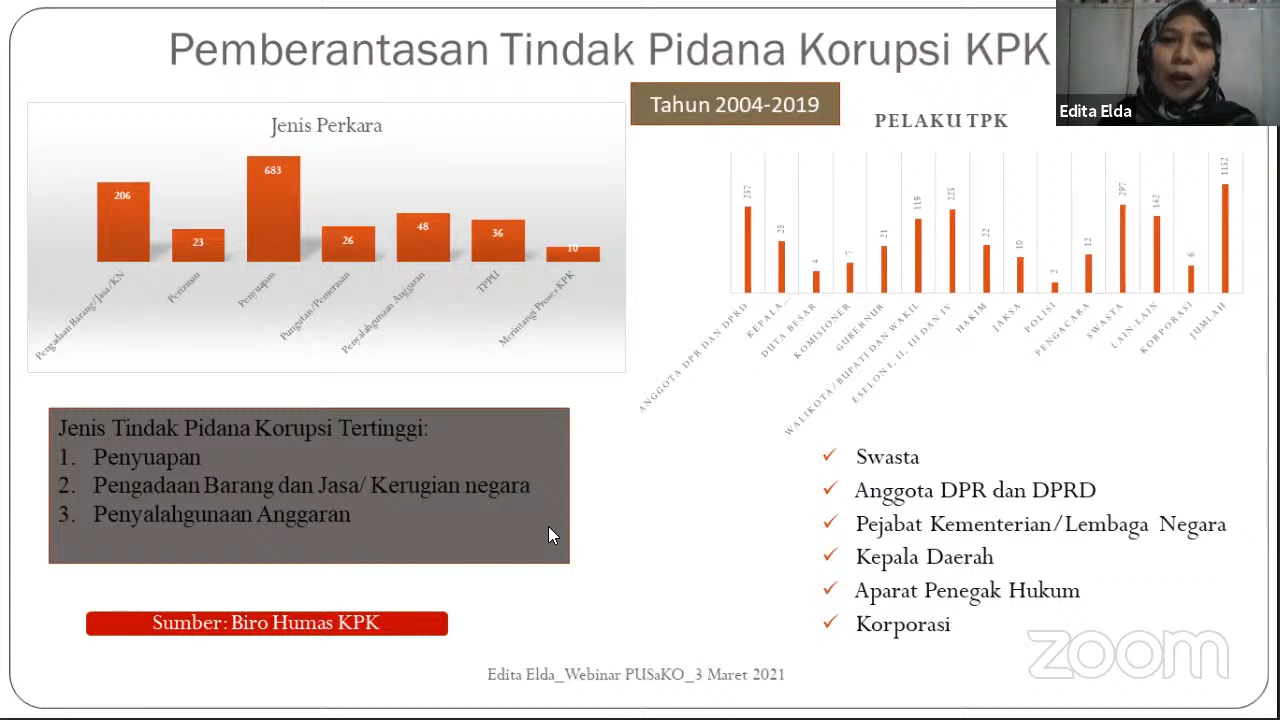 Pemberantasan Tindak Pidana Korupsi KPK
Edita Elda
Tahun 2004-2019
Jenis Perkara
206
23
683
26
48
36
10
Pengadaan Barang/Jasa/KN
Perizinan
Penyuapan
Pungutan/Pemerasan
Penyalahgunaan Anggaran
TPPU
Merintangi Proses KPK
PELAKU TPK
257
28
4
7
21
119
225
22
10
2
12
297
142
6
1152
ANGGOTA DPR DAN DPRD
KEPALA...
DUTA BESAR
KOMISIONER
GUBERNUR
WALIKOTA/BUPATI DAN WAKIL
ESELON I, II, III DAN IV
HAKIM
JAKSA
POLISI
PENGACARA
SWASTA
LAIN LAIN
KORPORASI
JUMLAH
Jenis Tindak Pidana Korupsi Tertinggi:
1. Penyuapan
2. Pengadaan Barang dan Jasa/ Kerugian negara
3. Penyalahgunaan Anggaran
Sumber: Biro Humas KPK
Swasta
Anggota DPR dan DPRD
Pejabat Kementerian/Lembaga Negara
Kepala Daerah
Aparat Penegak Hukum
Korporasi
zoom
Edita Elda_Webinar PUSaKO_3 Maret 2021